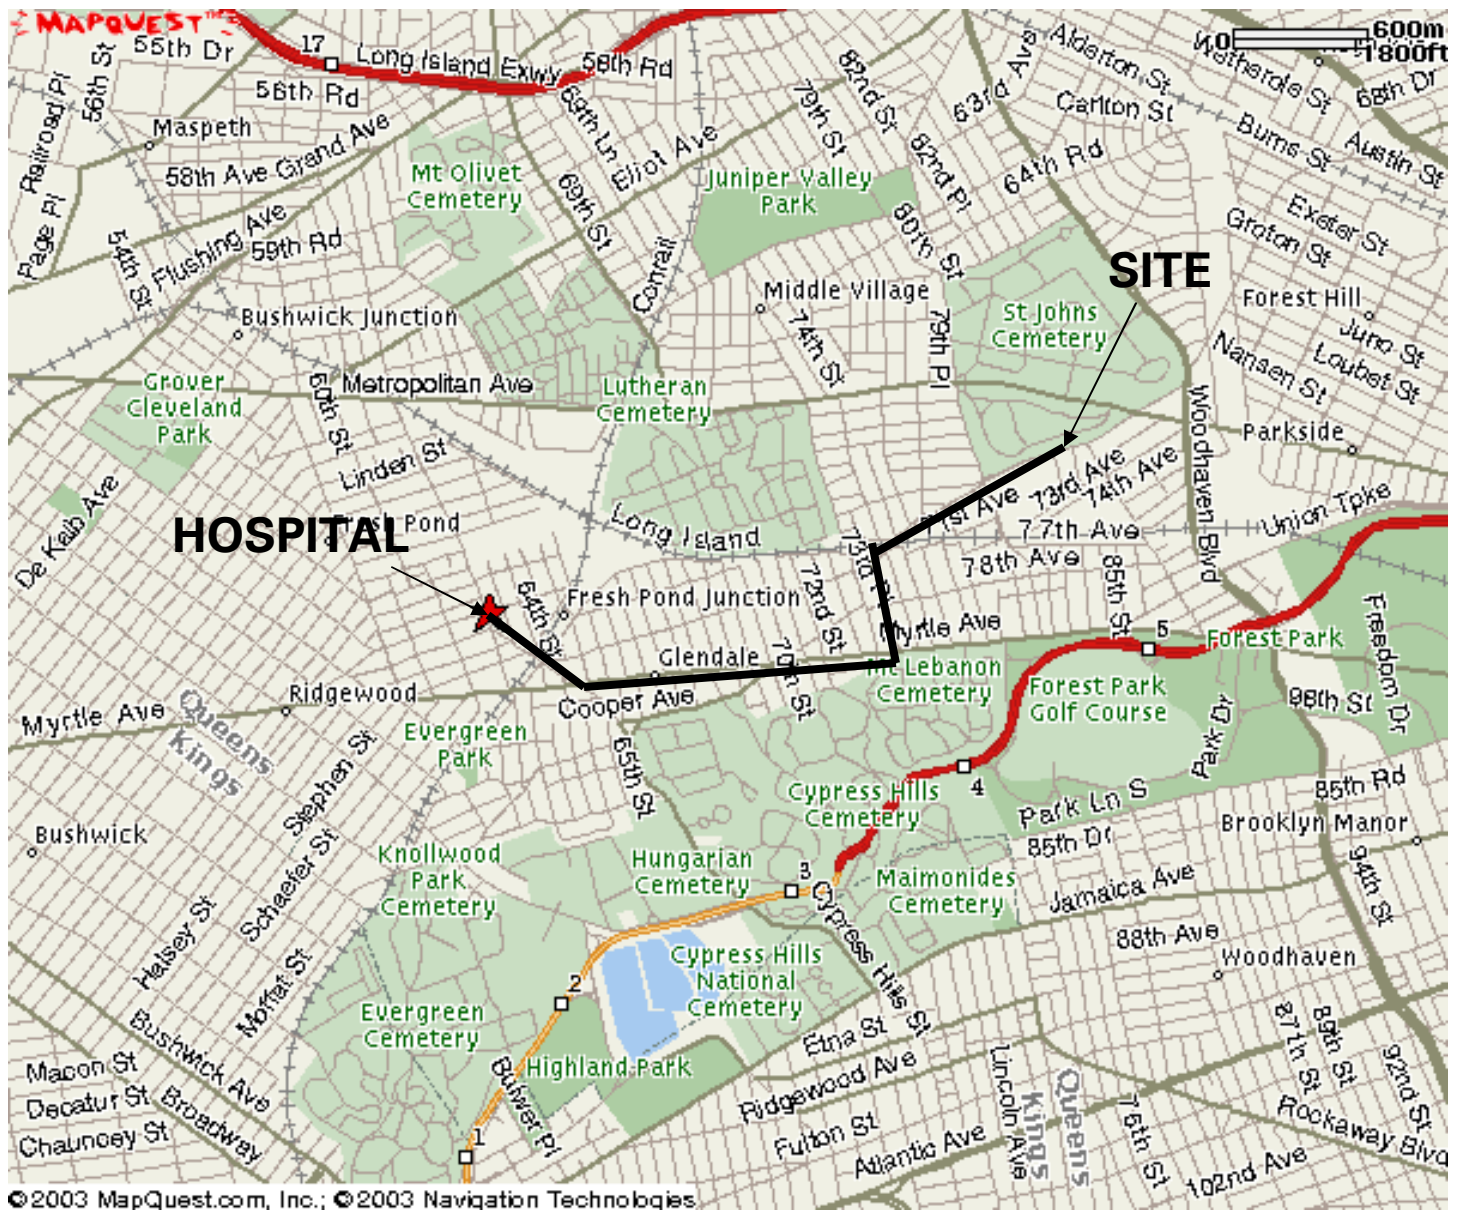 MAPQUEST™
600m
0
1800ft
17
55th Dr
56th St
Long Island Exwy
58th Rd
56th Rd
Railroad Pl
Maspeth
58th Ave
Grand Ave
69th Ln
Eliot Ave
79th St
82nd St
63rd Ave
Alderton St
Wetherole St
68th Dr
Carlton St
Burns St
Austin St
Mt Olivet
Cemetery
Juniper Valley
Park
82nd Pl
64th Rd
Page Pl
54th St
Flushing Ave
59th Rd
69th St
80th St
Exeter St
Groton St
Conrail
SITE
Middle Village
Forest Hill
Bushwick Junction
74th St
79th Pl
St Johns
Cemetery
Juno St
Loubet St
Nansen St
Grover
Cleveland
Park
60th St
Metropolitan Ave
Lutheran
Cemetery
Woodhaven Blvd
Parkside
Linden St
73rd Ave
74th Ave
De Kalb Ave
HOSPITAL
Fresh Pond
Long Island
71st Ave
77th Ave
Union Tpke
73rd Pl
78th Ave
85th St
64th St
Fresh Pond Junction
72nd St
Myrtle Ave
5
Forest Park
Freedom Dr
Glendale
70th St
Mt Lebanon
Cemetery
Forest Park
Golf Course
Park Dr
98th St
Ridgewood
Cooper Ave
Myrtle Ave
Queens
Kings
Evergreen
Park
65th St
Stephen St
4
Cypress Hills
Cemetery
Park Ln S
85th Rd
Bushwick
Schaefer St
85th Dr
Brooklyn Manor
Knollwood
Park
Cemetery
Hungarian
Cemetery
3
Maimonides
Cemetery
Jamaica Ave
94th St
Halsey St
Cypress Hills St
88th Ave
Woodhaven
Moffat St
2
Cypress Hills
National
Cemetery
Evergreen
Cemetery
Etna St
87th St
89th St
92nd St
Bushwick Ave
Highland Park
Ridgewood Ave
Lincoln Ave
Kings
Queens
Macon St
Decatur St
Broadway
Bulwer Pl
76th St
Rockaway Blvd
Chauncey St
1
Fulton St
Atlantic Ave
102nd Ave
©2003 MapQuest.com, Inc.; ©2003 Navigation Technologies